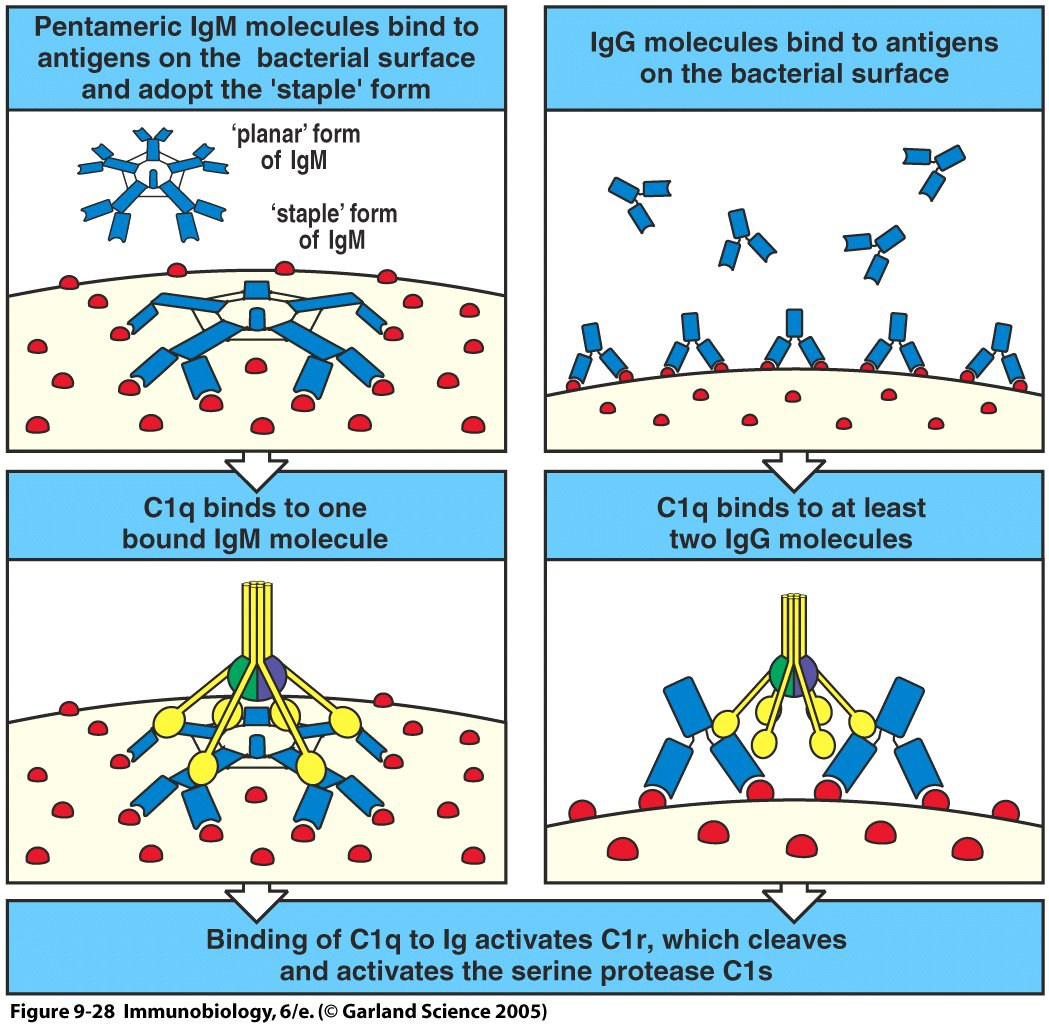 Pentameric IgM molecules bind to
antigens on the bacterial surface
and adopt the 'staple' form
‘planar’ form
of IgM
‘staple’ form
of IgM
IgG molecules bind to antigens
on the bacterial surface
C1q binds to one
bound IgM molecule
C1q binds to at least
two IgG molecules
Binding of C1q to Ig activates C1r, which cleaves
and activates the serine protease C1s
Figure 9-28 Immunobiology, 6/e. (© Garland Science 2005)